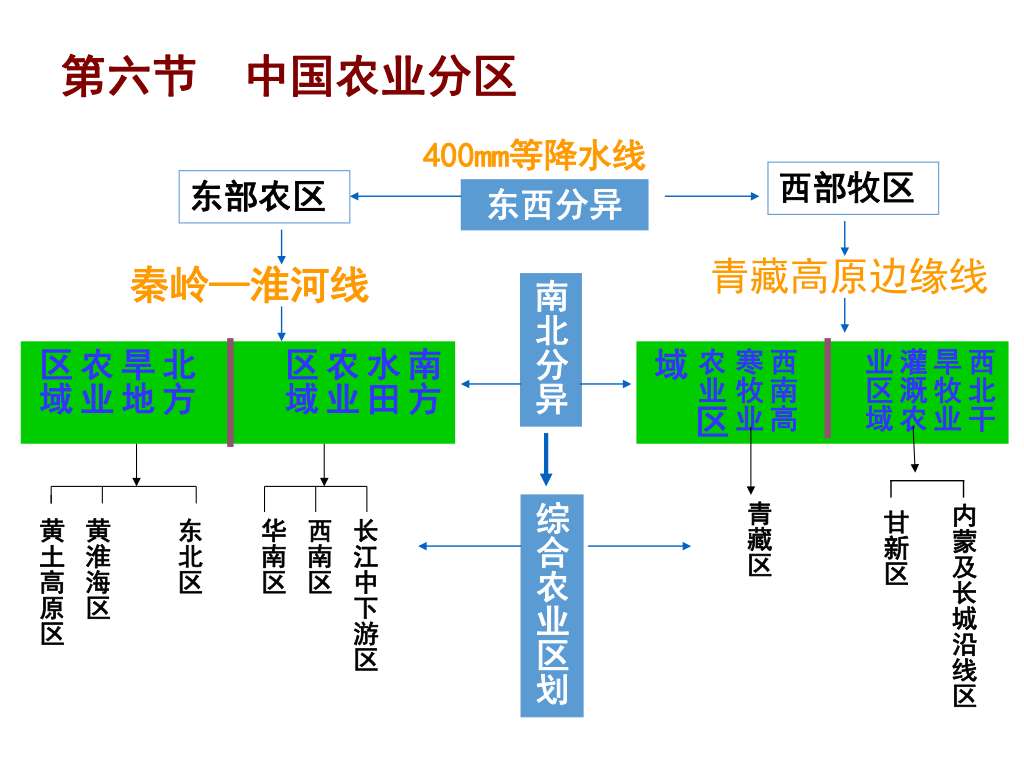 第六节　中国农业分区
400mm等降水线
东部农区
东西分异
西部牧区
秦岭—淮河线
青藏高原边缘线
南北分异
北方
旱地
农业
区域
南方
水田
农业
区域
西南高
寒牧业
农业区
域
西北干
旱牧业
灌溉农
业区域
综合农业区划
黄土高原区
黄淮海区
东北区
华南区
西南区
长江中下游区
青藏区
甘新区
内蒙及长城沿线区